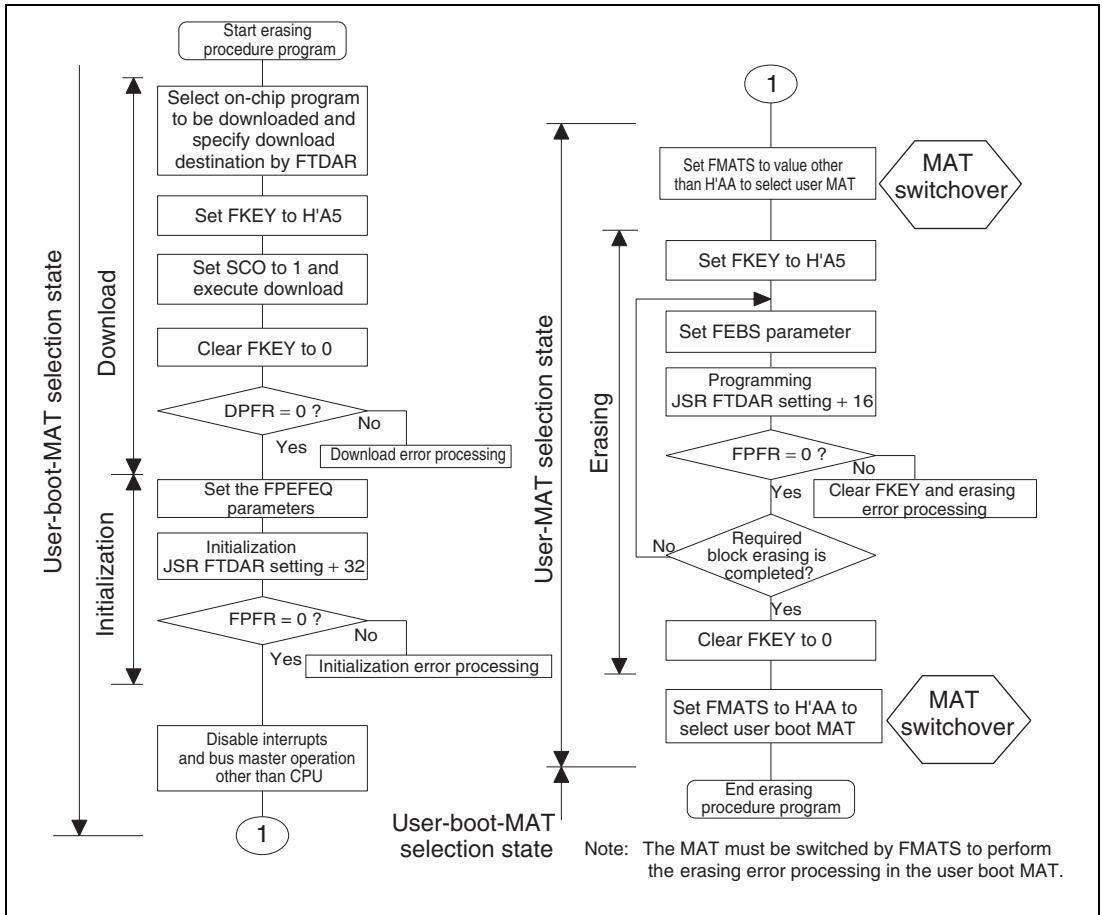 Start erasing
procedure program
Select on-chip program
to be downloaded and
specify download
destination by FTDAR
Set FKEY to H'A5
Set SCO to 1 and
execute download
Clear FKEY to 0
DPFR = 0 ?
No
Yes
Download error processing
Set the FPEFEQ
parameters
Initialization
JSR FTDAR setting + 32
FPFR = 0 ?
No
Yes
Initialization error processing
Disable interrupts
and bus master operation
other than CPU
1
User-boot-MAT selection state
Download
Initialization
1
Set FMATS to value other
than H'AA to select user MAT
MAT
switchover
Set FKEY to H'A5
Set FEBS parameter
Programming
JSR FTDAR setting + 16
FPFR = 0 ?
No
Yes
Clear FKEY and erasing
error processing
Required
block erasing is
completed?
No
Yes
Clear FKEY to 0
Set FMATS to H'AA to
select user boot MAT
MAT
switchover
End erasing
procedure program
User-MAT selection state
Erasing
User-boot-MAT
selection state
Note: The MAT must be switched by FMATS to perform
the erasing error processing in the user boot MAT.